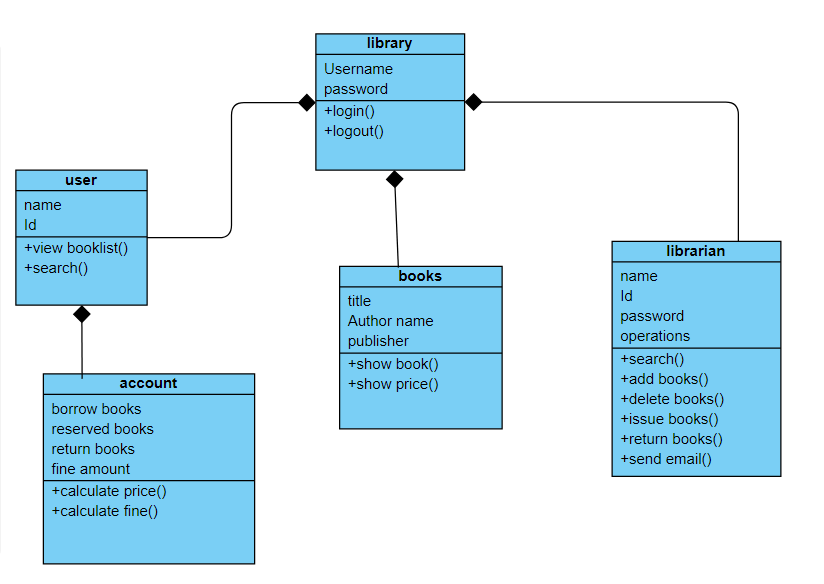 library
Username
password
+login()
+logout()
user
name
Id
+view booklist()
+search()
books
title
Author name
publisher
+show book()
+show price()
librarian
name
Id
password
operations
+search()
+add books()
+delete books()
+issue books()
+return books()
+send email()
account
borrow books
reserved books
return books
fine amount
+calculate price()
+calculate fine()